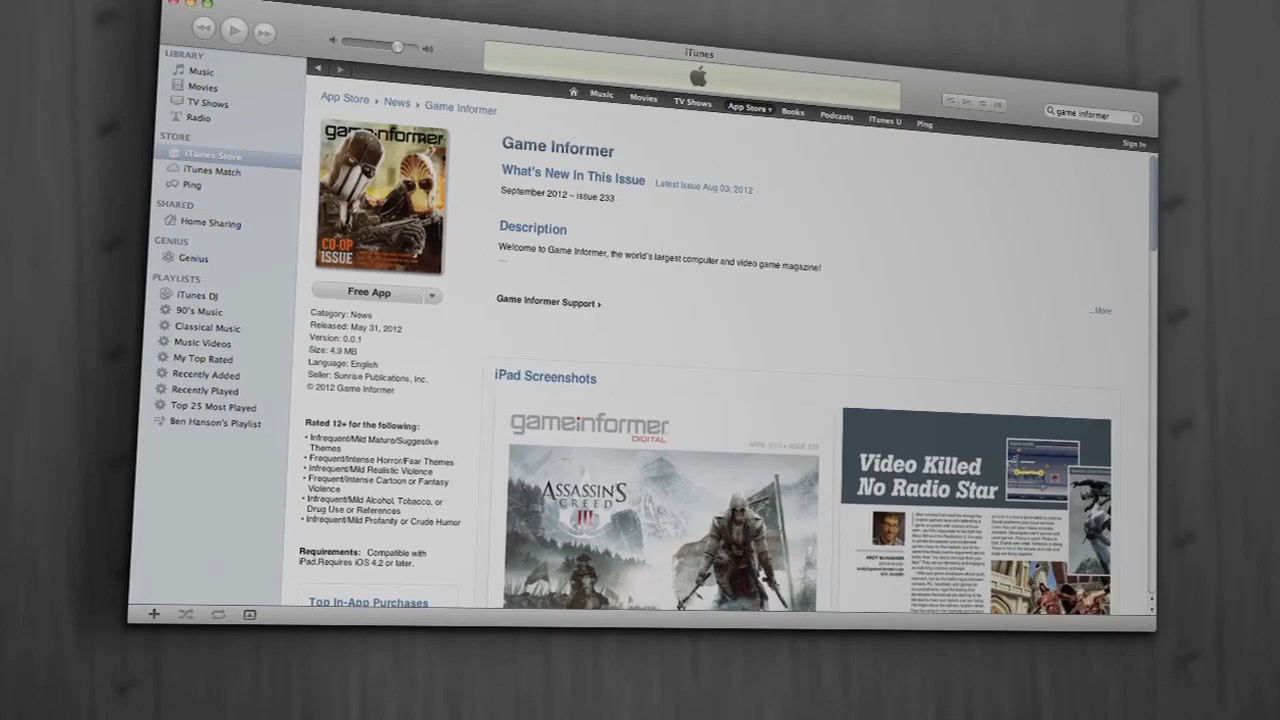 iTunes
game informer
Sign In
Music
Movies
TV Shows
App Store
Books
Podcasts
iTunes U
Ping
LIBRARY
Music
Movies
TV Shows
Radio
STORE
iTunes Store
iTunes Match
Ping
SHARED
Home Sharing
GENIUS
Genius
PLAYLISTS
iTunes DJ
90's Music
Classical Music
Music Videos
My Top Rated
Recently Added
Recently Played
Top 25 Most Played
Ben Hanson's Playlist
App Store › News › Game Informer
gameinformer
CO-OP
ISSUE
Free App
Category: News
Released: May 31, 2012
Version: 0.0.1
Size: 4.9 MB
Language: English
Seller: Sunrise Publications, Inc.
© 2012 Game Informer
Rated 12+ for the following:
• Infrequent/Mild Mature/Suggestive
Themes
• Frequent/Intense Horror/Fear Themes
• Infrequent/Mild Realistic Violence
• Frequent/Intense Cartoon or Fantasy
Violence
• Infrequent/Mild Alcohol, Tobacco, or
Drug Use or References
• Infrequent/Mild Profanity or Crude Humor
Requirements: Compatible with
iPad.Requires iOS 4.2 or later.
Top In-App Purchases
Game Informer
What's New In This Issue Latest Issue Aug 03, 2012
September 2012 – issue 233
Description
Welcome to Game Informer, the world's largest computer and video game magazine!
...
Game Informer Support ›
...More
iPad Screenshots
gameinformer
DIGITAL
APRIL 2012 • ISSUE 228
ASSASSIN'S
CREED
III
Video Killed
No Radio Star